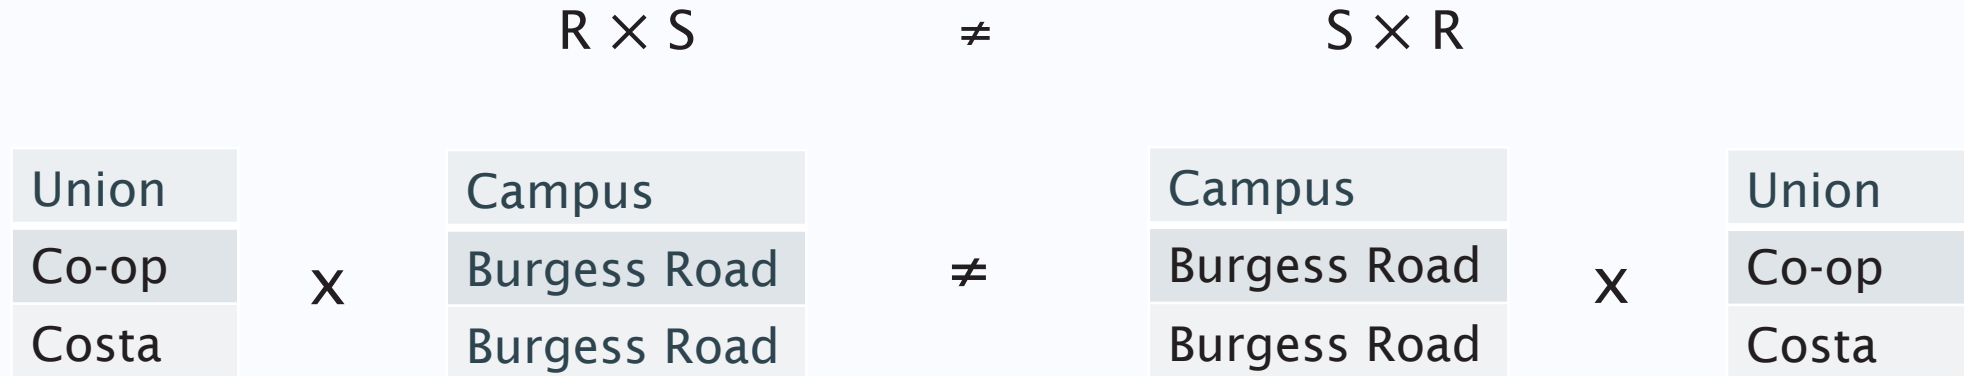 R × S ≠ S × R
Union Campus Campus Union
Co-op x Burgess Road ≠ Burgess Road x Co-op
Costa Burgess Road Burgess Road Costa